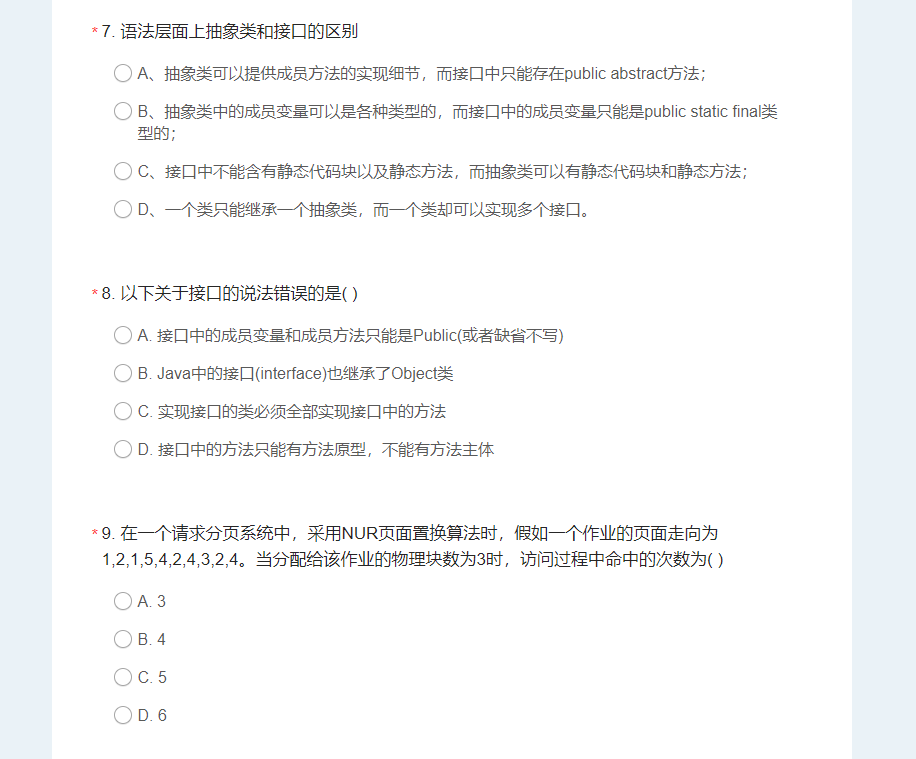 *7. 语法层面上抽象类和接口的区别
A、抽象类可以提供成员方法的实现细节，而接口中只能存在public abstract方法；
B、抽象类中的成员变量可以是各种类型的，而接口中的成员变量只能是public static final类
型的；
C、接口中不能含有静态代码块以及静态方法，而抽象类可以有静态代码块和静态方法；
D、一个类只能继承一个抽象类，而一个类却可以实现多个接口。
*8. 以下关于接口的说法错误的是( )
A. 接口中的成员变量和成员方法只能是Public(或者缺省不写)
B. Java中的接口(interface)也继承了Object类
C. 实现接口的类必须全部实现接口中的方法
D. 接口中的方法只能有方法原型，不能有方法主体
*9. 在一个请求分页系统中，采用NUR页面置换算法时，假如一个作业的页面走向为
1,2,1,5,4,2,4,3,2,4。当分配给该作业的物理块数为3时，访问过程中命中的次数为( )
A. 3
B. 4
C. 5
D. 6